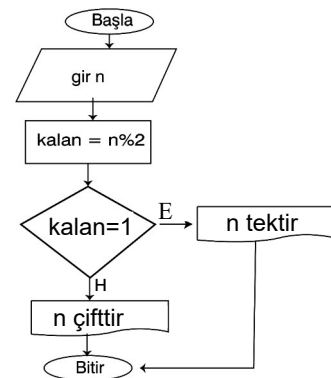 Başla
gir n
kalan = n%2
kalan=1
E
n tektir
H
n çifttir
Bitir